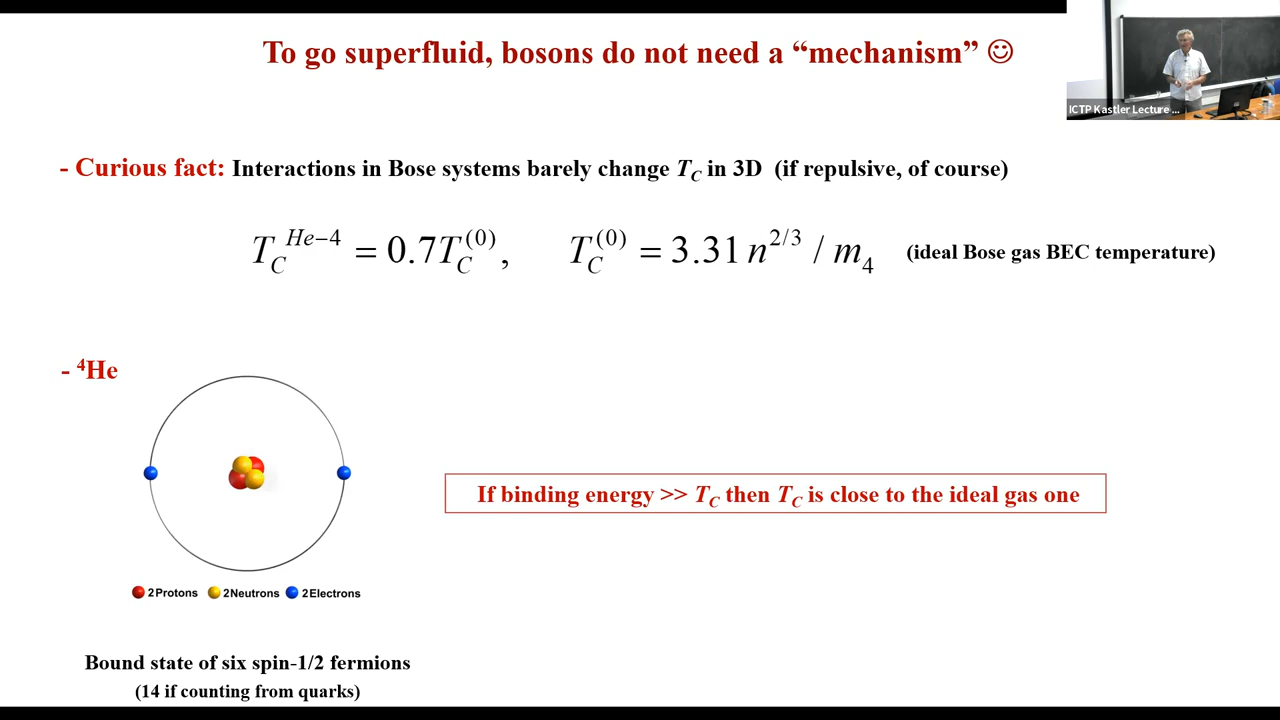 To go superfluid, bosons do not need a “mechanism” ☺
ICTP Kastler Lecture ...
- Curious fact: Interactions in Bose systems barely change T_C in 3D (if repulsive, of course)
T_C^{He−4} = 0.7T_C^{(0)}, T_C^{(0)} = 3.31 n^{2/3} / m_4 (ideal Bose gas BEC temperature)
- ⁴He
If binding energy >> T_C then T_C is close to the ideal gas one
2Protons 2Neutrons 2Electrons
Bound state of six spin-1/2 fermions
(14 if counting from quarks)